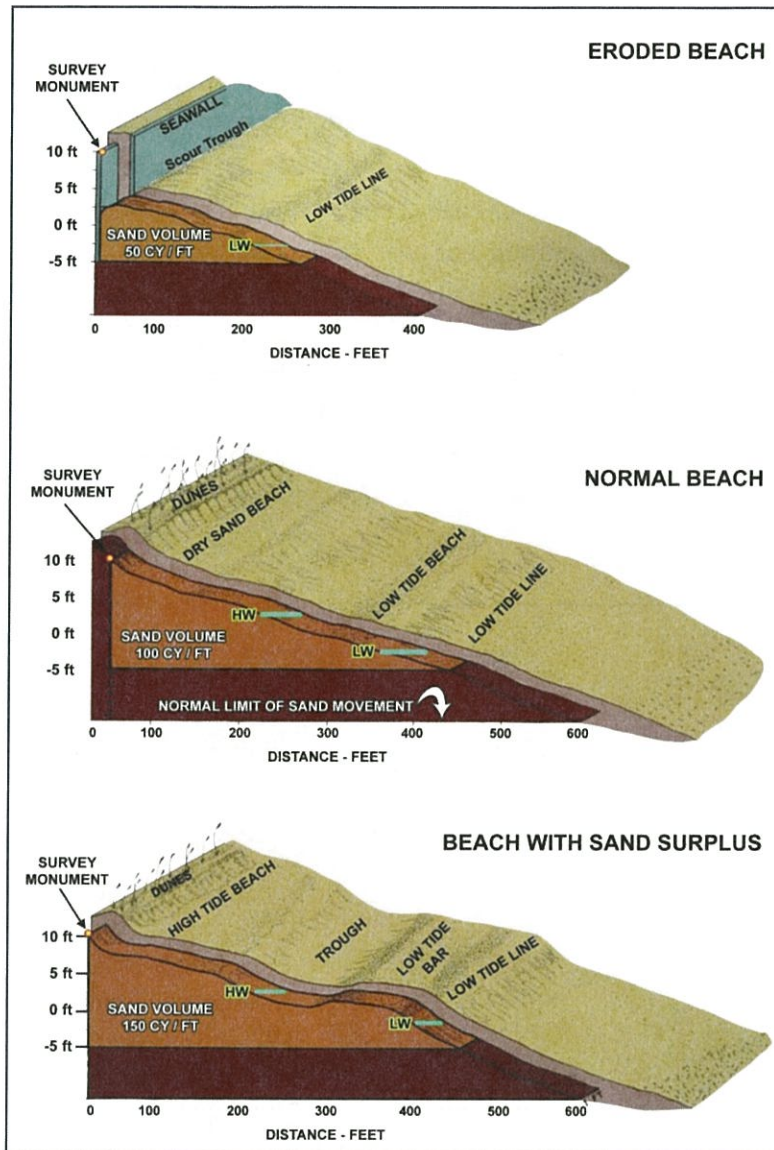 ERODED BEACH
SURVEY
MONUMENT
SEAWALL
Scour Trough
LOW TIDE LINE
10 ft
5 ft
0 ft
-5 ft
SAND VOLUME
50 CY / FT
LW
0 100 200 300 400
DISTANCE - FEET
NORMAL BEACH
SURVEY
MONUMENT
DUNES
DRY SAND BEACH
LOW TIDE BEACH
LOW TIDE LINE
10 ft
5 ft
0 ft
-5 ft
HW
SAND VOLUME
100 CY / FT
LW
NORMAL LIMIT OF SAND MOVEMENT
0 100 200 300 400 500 600
DISTANCE - FEET
BEACH WITH SAND SURPLUS
SURVEY
MONUMENT
DUNES
HIGH TIDE BEACH
TROUGH
LOW TIDE
BAR
LOW TIDE LINE
10 ft
5 ft
0 ft
-5 ft
HW
SAND VOLUME
150 CY / FT
LW
0 100 200 300 400 500 600
DISTANCE - FEET